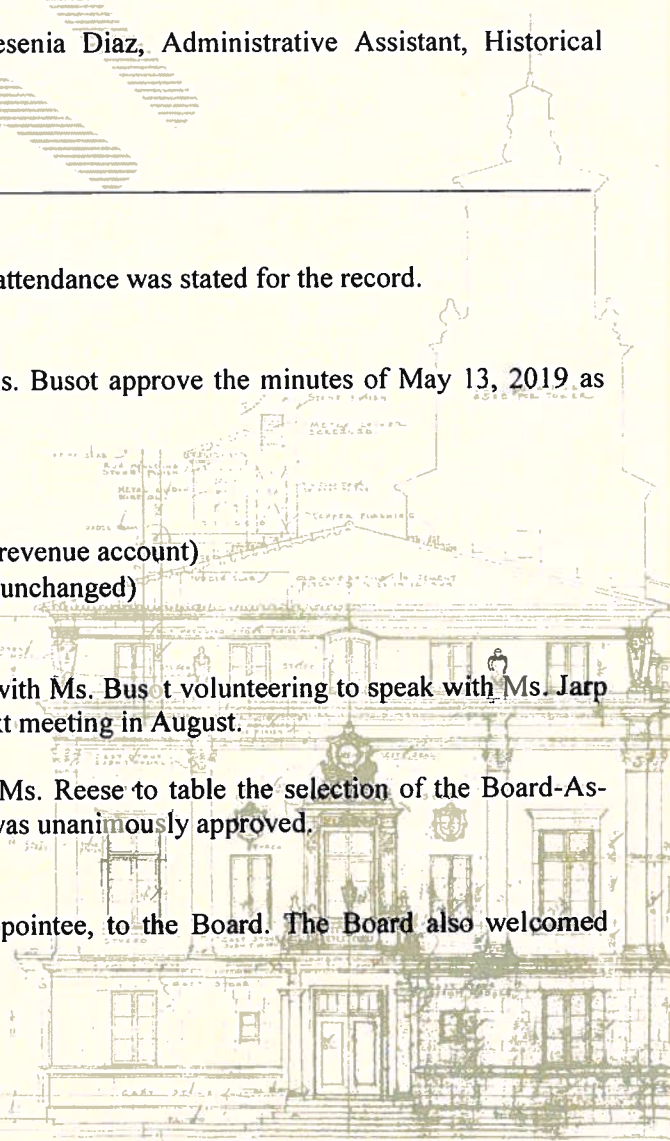 esenia Diaz, Administrative Assistant, Historical
attendance was stated for the record.
s. Busot approve the minutes of May 13, 2019 as
revenue account)
unchanged)
with Ms. Bus t volunteering to speak with Ms. Jarp
t meeting in August.
Ms. Reese to table the selection of the Board-As-
was unanimously approved.
pointee, to the Board. The Board also welcomed